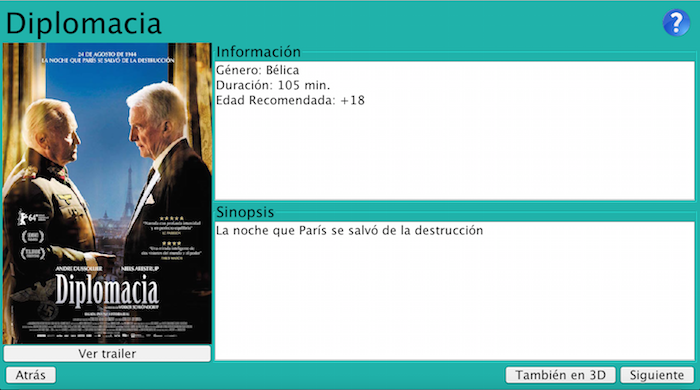 Diplomacia
?
Información
Género: Bélica
Duración: 105 min.
Edad Recomendada: +18
24 DE AGOSTO DE 1944
LA NOCHE QUE PARÍS SE SALVÓ DE LA DESTRUCCIÓN
64
ANDRÉ DUSSOLLIER
NIELS ARESTRUP
Diplomacia
Ver trailer
Sinopsis
La noche que París se salvó de la destrucción
Atrás
También en 3D
Siguiente